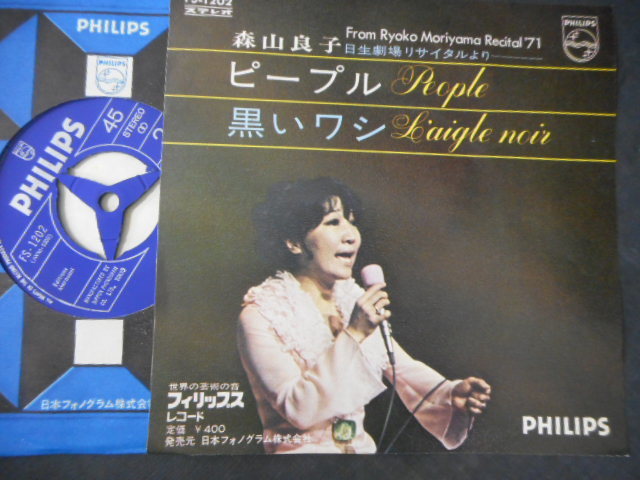 PHILIPS
PHILIPS
45
STEREO
PHILIPS
FS-1202
FS-1202
ステレオ
森山良子
From Ryoko Moriyama Recital '71
日生劇場リサイタルより
PHILIPS
ピープル People
黒いワシ L'aigle noir
世界の芸術の音
フィリップス
レコード
定価 ¥400
発売元 日本フォノグラム株式会社
PHILIPS
日本フォノグラム株式会社